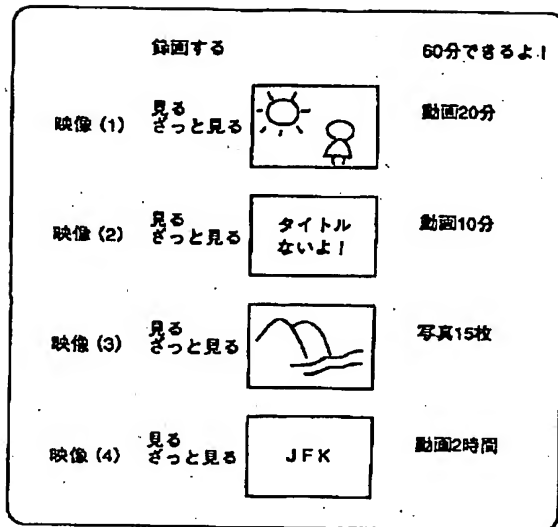 録画する 60分できるよ!
映像 (1) 見る ざっと見る 動画20分
映像 (2) 見る ざっと見る タイトル ないよ! 動画10分
映像 (3) 見る ざっと見る 写真15枚
映像 (4) 見る ざっと見る JFK 動画2時間